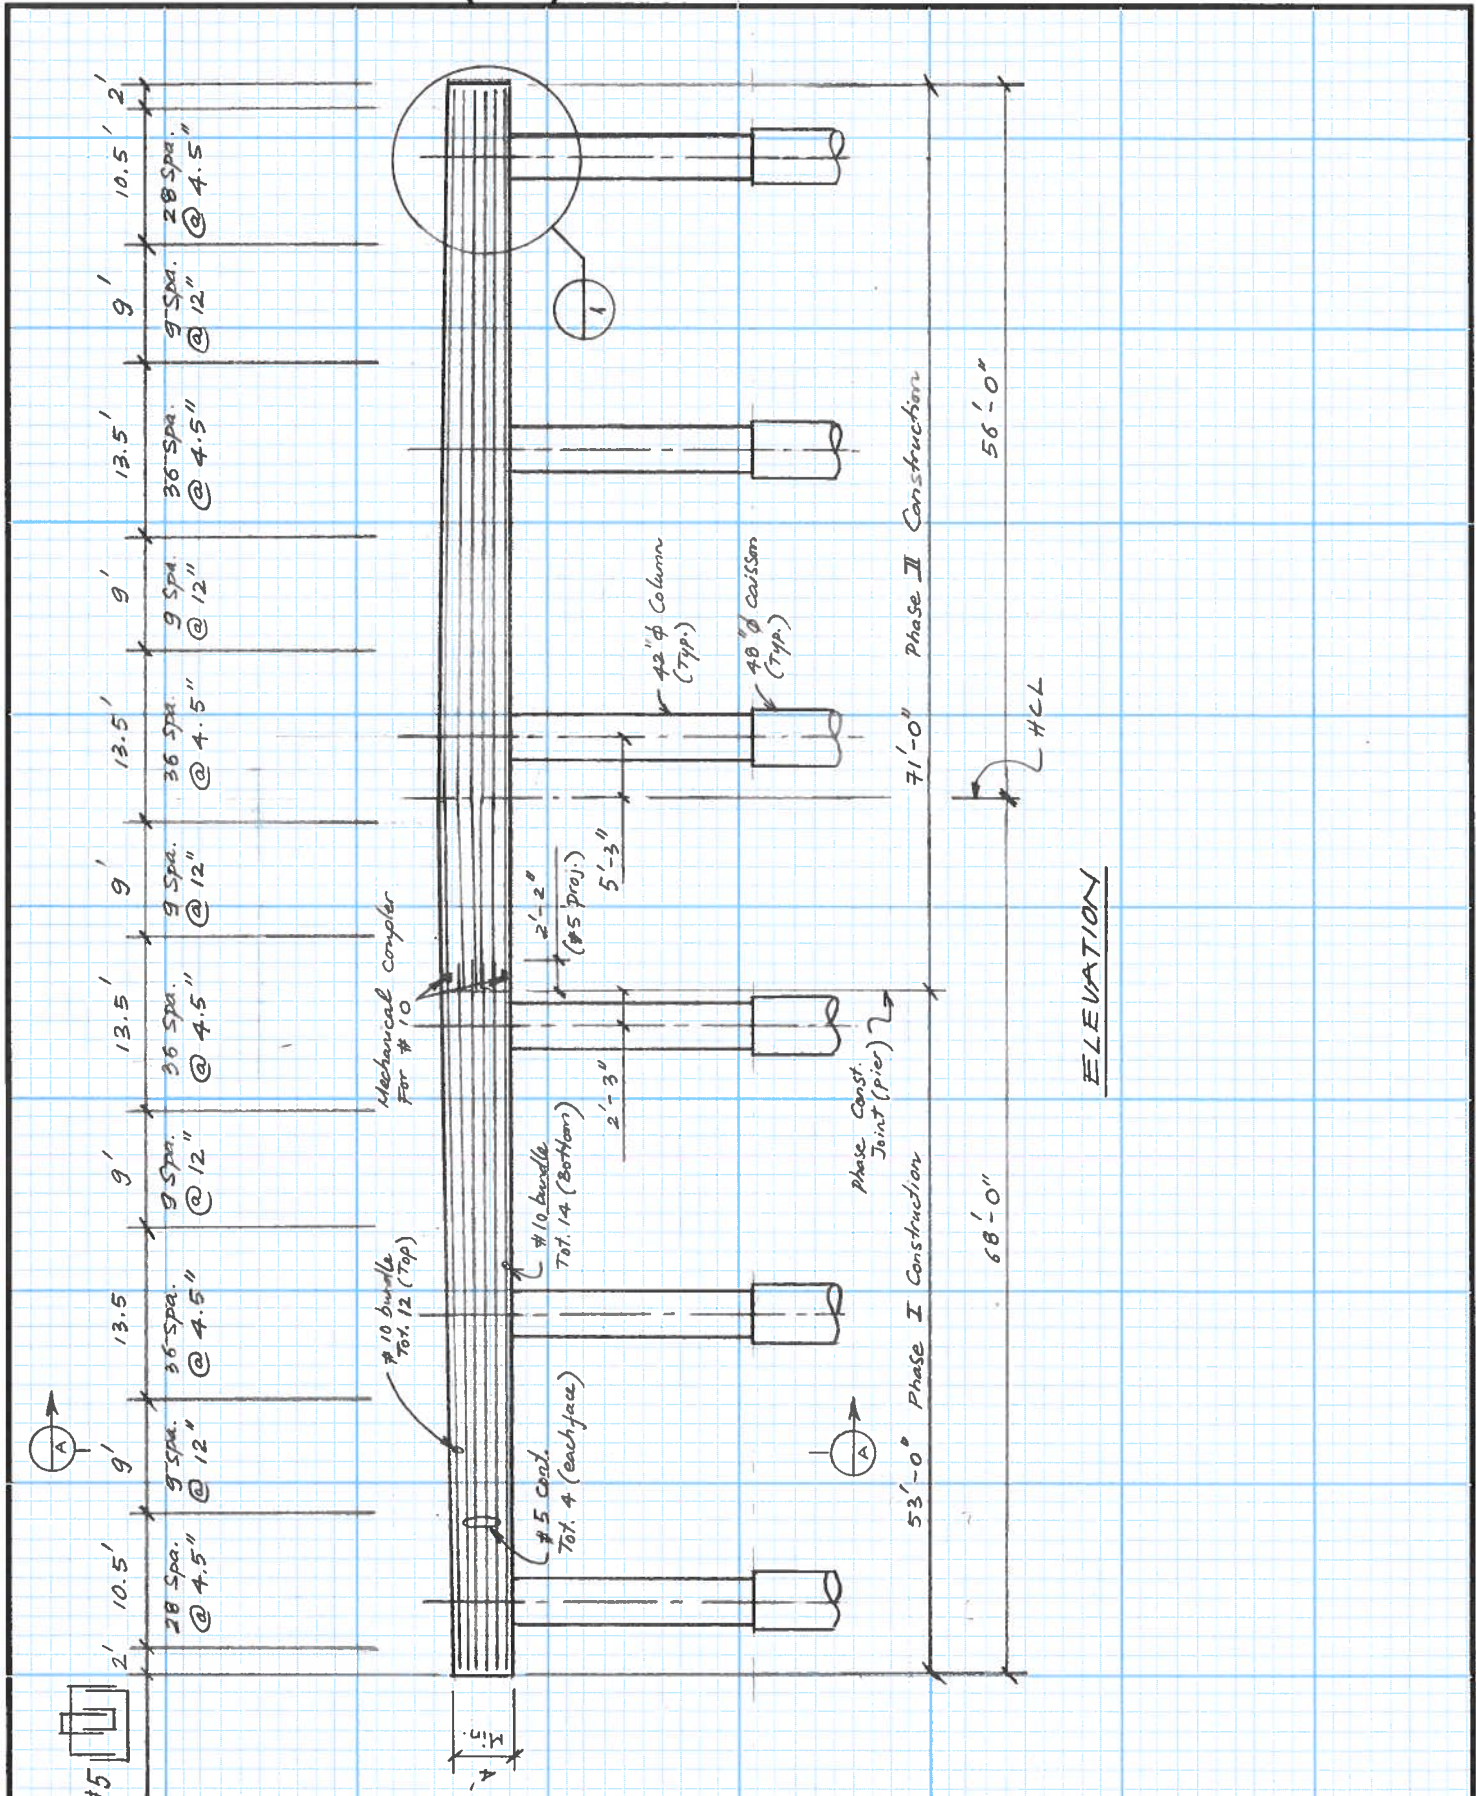 #5
2'
10.5'
9'
13.5
9'
13.5'
9'
13.5'
9'
13.5'
9'
10.5'
2'
28 Spa.
@ 4.5"
9 Spa.
@ 12"
36 Spa.
@ 4.5"
9 Spa.
@ 12"
36 Spa.
@ 4.5"
9 Spa.
@ 12"
36 Spa.
@ 4.5"
9 Spa.
@ 12"
36 Spa.
@ 4.5"
9 Spa.
@ 12"
28 Spa.
@ 4.5"
A
#10 bundle
Tot. 12 (Top)
Mechanical coupler
For #10
#5 cont.
Tot. 4 (each face)
#10 bundle
Tot. 14 (Bottom)
2'-2"
(#5 proj.)
5'-3"
2'-3"
1
42"ϕ Column
(Typ.)
48"ϕ caisson
(Typ.)
A
Phase Const.
Joint (pier)
53'-0" Phase I Construction
71'-0" Phase II Construction
68'-0"
HCL
56'-0"
ELEVATION